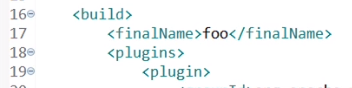 16 <build>
17 <finalName>foo</finalName>
18 <plugins>
19 <plugin>